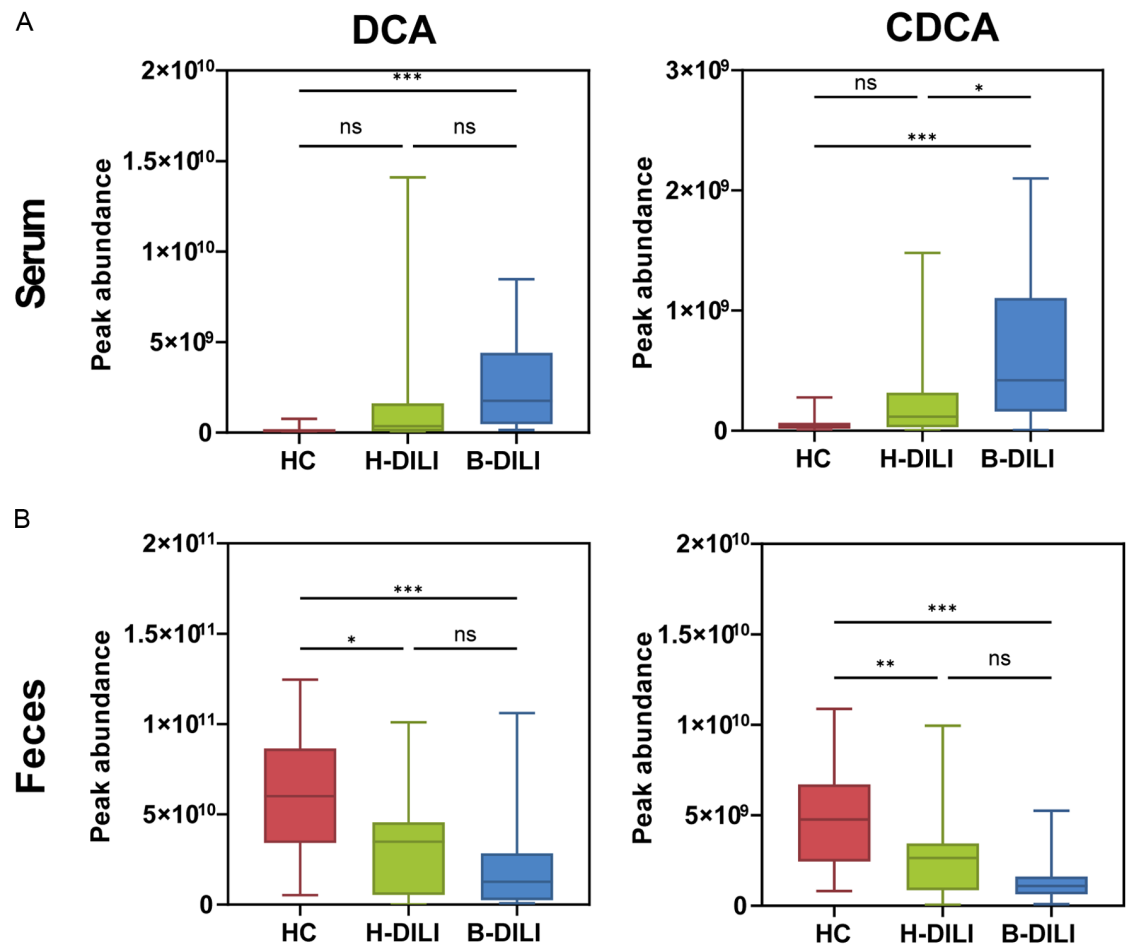 A
DCA
CDCA
Serum
Peak abundance
2×10¹⁰
1.5×10¹⁰
1×10¹⁰
5×10⁹
0
***
ns
ns
HC
H-DILI
B-DILI
Peak abundance
3×10⁹
2×10⁹
1×10⁹
0
ns
*
***
HC
H-DILI
B-DILI
B
Feces
Peak abundance
2×10¹¹
1.5×10¹¹
1×10¹¹
5×10¹⁰
0
***
*
ns
HC
H-DILI
B-DILI
Peak abundance
2×10¹⁰
1.5×10¹⁰
1×10¹⁰
5×10⁹
0
***
**
ns
HC
H-DILI
B-DILI